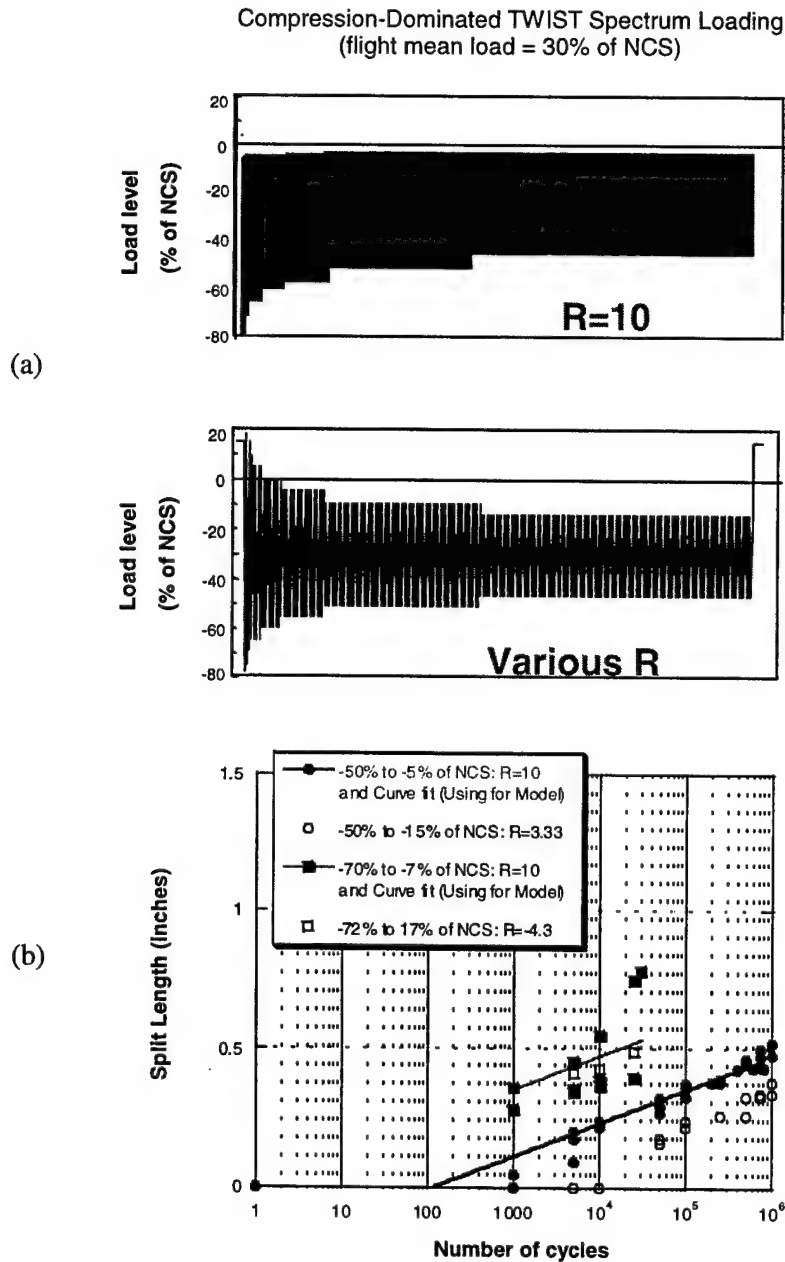 Compression-Dominated TWIST Spectrum Loading
(flight mean load = 30% of NCS)
(a)
Load level
(% of NCS)
20
0
-20
-40
-60
-80
R=10
Load level
(% of NCS)
20
0
-20
-40
-60
-80
Various R
(b)
Split Length (Inches)
1.5
1
0.5
0
-50% to -5% of NCS: R=10
and Curve fit (Using for Model)
-50% to -15% of NCS: R=3.33
-70% to -7% of NCS: R=10
and Curve fit (Using for Model)
-72% to 17% of NCS: R=-4.3
1 10 100 1000 10⁴ 10⁵ 10⁶
Number of cycles